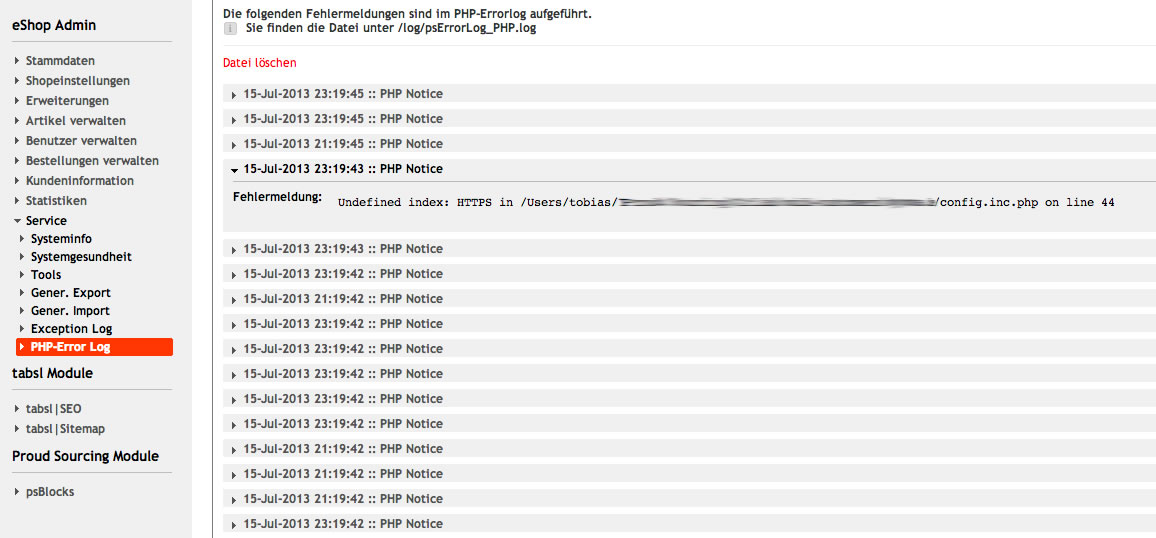 eShop Admin
Stammdaten
Shopeinstellungen
Erweiterungen
Artikel verwalten
Benutzer verwalten
Bestellungen verwalten
Kundeninformation
Statistiken
Service
Systeminfo
Systemgesundheit
Tools
Gener. Export
Gener. Import
Exception Log
PHP-Error Log
tabsl Module
tabsl|SEO
tabsl|Sitemap
Proud Sourcing Module
psBlocks
Die folgenden Fehlermeldungen sind im PHP-Errorlog aufgeführt.
i Sie finden die Datei unter /log/psErrorLog_PHP.log
Datei löschen
15-Jul-2013 23:19:45 :: PHP Notice
15-Jul-2013 23:19:45 :: PHP Notice
15-Jul-2013 21:19:45 :: PHP Notice
15-Jul-2013 23:19:43 :: PHP Notice
Fehlermeldung: Undefined index: HTTPS in /Users/tobias/ /config.inc.php on line 44
15-Jul-2013 23:19:43 :: PHP Notice
15-Jul-2013 23:19:42 :: PHP Notice
15-Jul-2013 21:19:42 :: PHP Notice
15-Jul-2013 23:19:42 :: PHP Notice
15-Jul-2013 23:19:42 :: PHP Notice
15-Jul-2013 23:19:42 :: PHP Notice
15-Jul-2013 23:19:42 :: PHP Notice
15-Jul-2013 23:19:42 :: PHP Notice
15-Jul-2013 21:19:42 :: PHP Notice
15-Jul-2013 21:19:42 :: PHP Notice
15-Jul-2013 21:19:42 :: PHP Notice
15-Jul-2013 23:19:42 :: PHP Notice